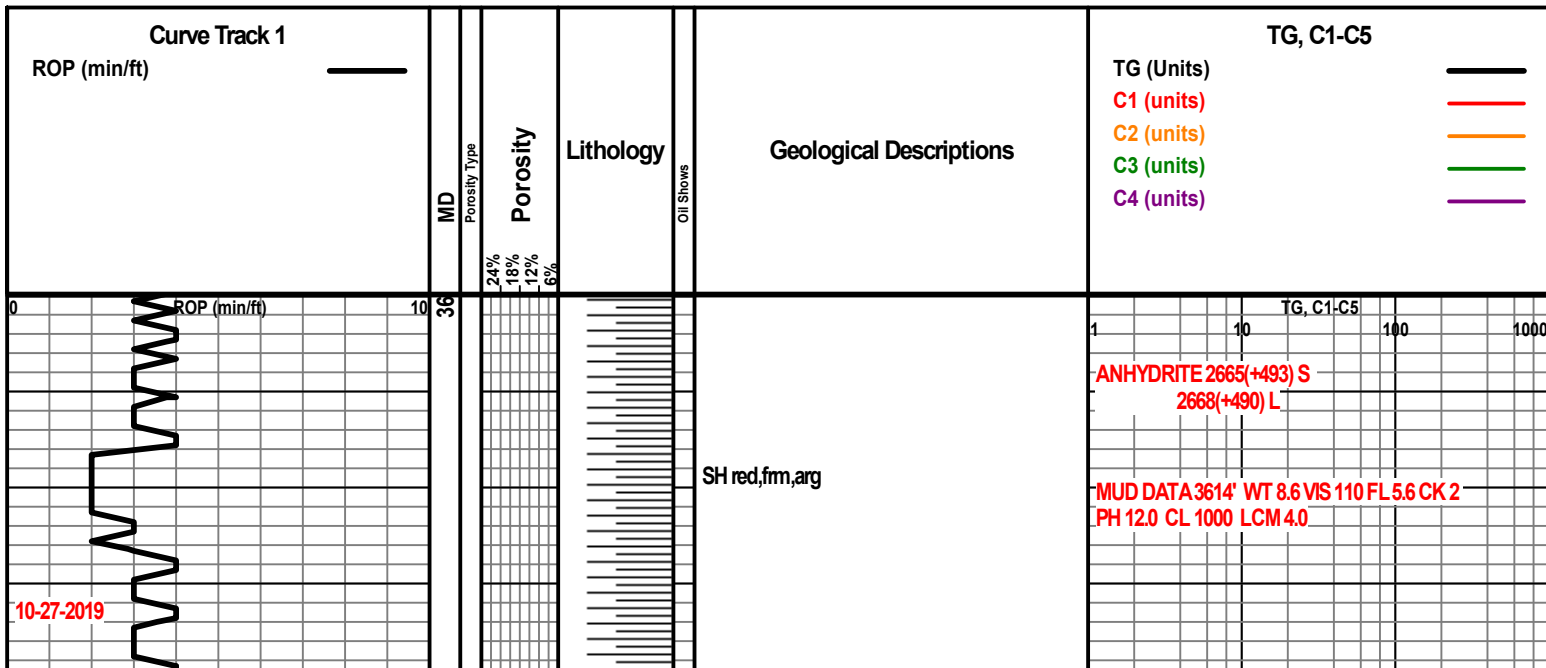 Curve Track 1
ROP (min/ft)
MD
Porosity Type
Porosity
24%
18%
12%
6%
Lithology
Oil Shows
Geological Descriptions
TG, C1-C5
TG (Units)
C1 (units)
C2 (units)
C3 (units)
C4 (units)
0 ROP (min/ft) 10
36
TG, C1-C5
1 10 100 1000
ANHYDRITE 2665(+493) S
2668(+490) L
SH red,frm,arg
MUD DATA 3614' WT 8.6 VIS 110 FL 5.6 CK 2
PH 12.0 CL 1000 LCM 4.0
10-27-2019